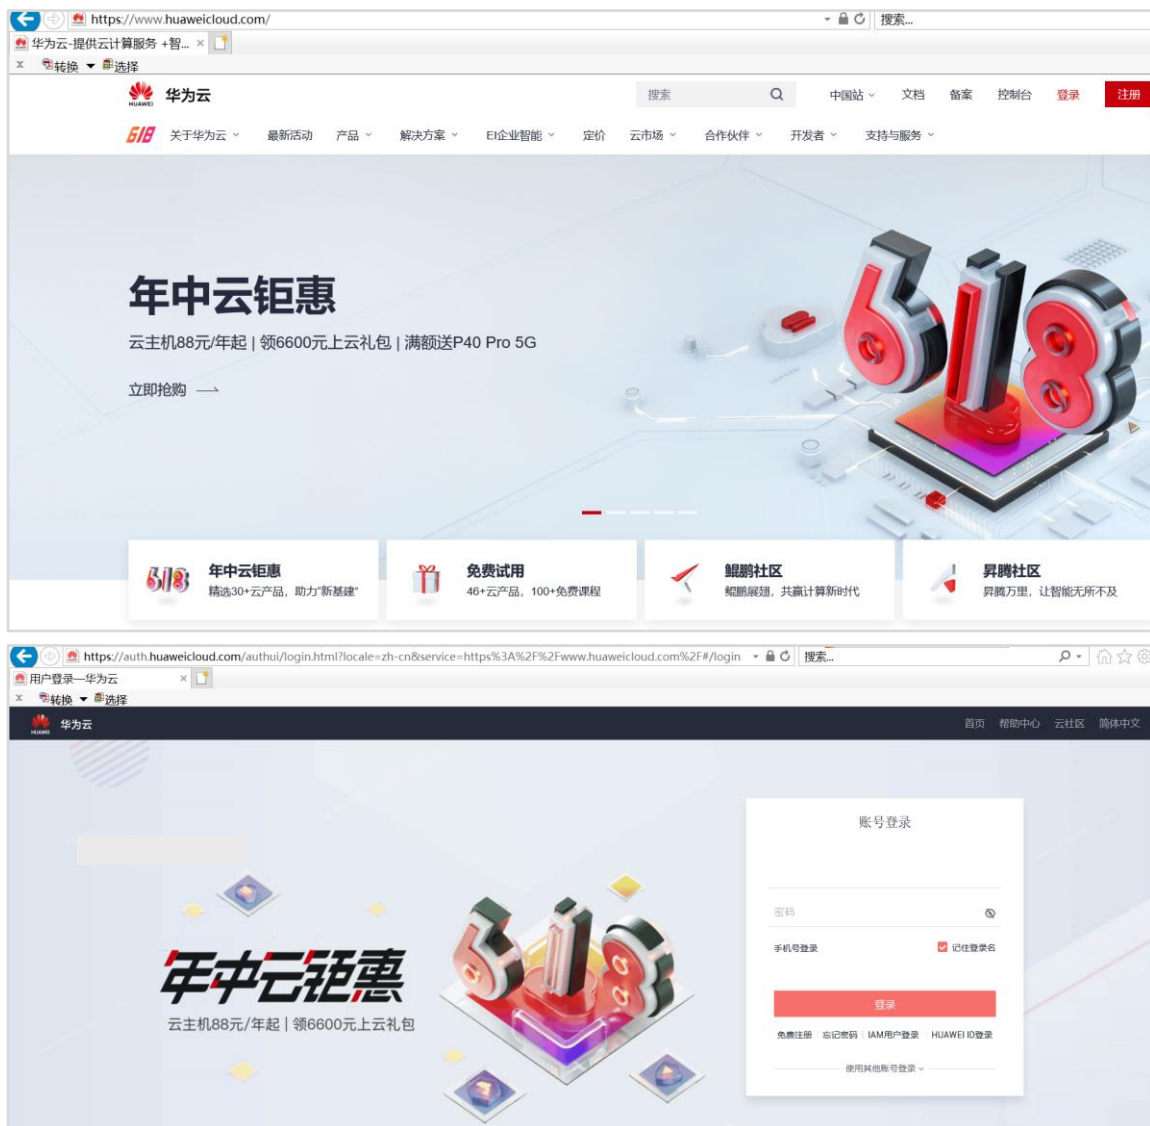 https://www.huaweicloud.com/
搜索...
华为云-提供云计算服务 +智... ×
x 转换 选择
HUAWEI 华为云
搜索
中国站 文档 备案 控制台 登录 注册
618 关于华为云 最新活动 产品 解决方案 EI企业智能 定价 云市场 合作伙伴 开发者 支持与服务
年中云钜惠
云主机88元/年起 | 领6600元上云礼包 | 满额送P40 Pro 5G
立即抢购
618
618 年中云钜惠
精选30+云产品，助力"新基建"
免费试用
46+云产品，100+免费课程
鲲鹏社区
鲲鹏展翅，共赢计算新时代
昇腾社区
昇腾万里，让智能无所不及
https://auth.huaweicloud.com/authui/login.html?locale=zh-cn&service=https%3A%2F%2Fwww.huaweicloud.com%2F#/login
搜索...
用户登录—华为云 ×
x 转换 选择
HUAWEI 华为云
首页 帮助中心 云社区 简体中文
年中云钜惠
云主机88元/年起 | 领6600元上云礼包
618
账号登录
密码
手机号登录 记住登录名
登录
免费注册 | 忘记密码 | IAM用户登录 | HUAWEI ID登录
使用其他账号登录